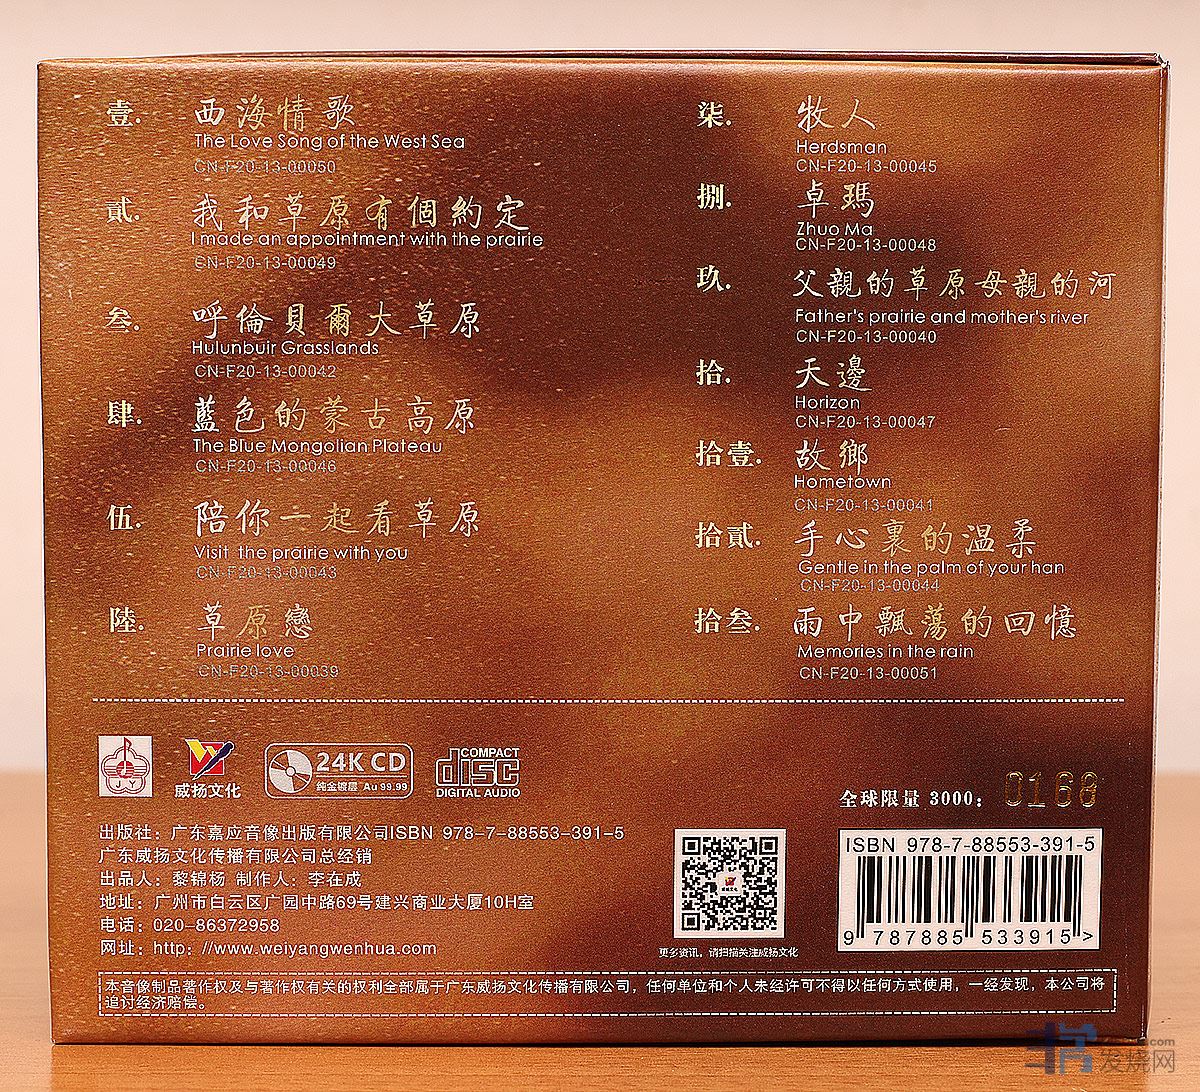 壹. 西海情歌
The Love Song of the West Sea
CN-F20-13-00050
貳. 我和草原有個約定
I made an appointment with the prairie
CN-F20-13-00049
叁. 呼倫貝爾大草原
Hulunbuir Grasslands
CN-F20-13-00042
肆. 藍色的蒙古高原
The Blue Mongolian Plateau
CN-F20-13-00046
伍. 陪你一起看草原
Visit the prairie with you
CN-F20-13-00043
陸. 草原戀
Prairie love
CN-F20-13-00039
柒. 牧人
Herdsman
CN-F20-13-00045
捌. 卓瑪
Zhuo Ma
CN-F20-13-00048
玖. 父親的草原母親的河
Father's prairie and mother's river
CN-F20-13-00040
拾. 天邊
Horizon
CN-F20-13-00047
拾壹. 故鄉
Hometown
CN-F20-13-00041
拾貳. 手心裏的温柔
Gentle in the palm of your han
CN-F20-13-00044
拾叁. 雨中飄蕩的回憶
Memories in the rain
CN-F20-13-00051
JY
威扬文化
24K CD
纯金镀层 Au 99.99
COMPACT
disc
DIGITAL AUDIO
全球限量 3000: 0168
出版社：广东嘉应音像出版有限公司ISBN 978-7-88553-391-5
广东威扬文化传播有限公司总经销
出品人：黎锦杨 制作人：李在成
地址：广州市白云区广园中路69号建兴商业大厦10H室
电话：020-86372958
网址：http: //www.weiyangwenhua.com
更多资讯，请扫描关注威扬文化
ISBN 978-7-88553-391-5
9 787885 533915 >
本音像制品著作权及与著作权有关的权利全部属于广东威扬文化传播有限公司，任何单位和个人未经许可不得以任何方式使用，一经发现，本公司将
追讨经济赔偿。
发烧网